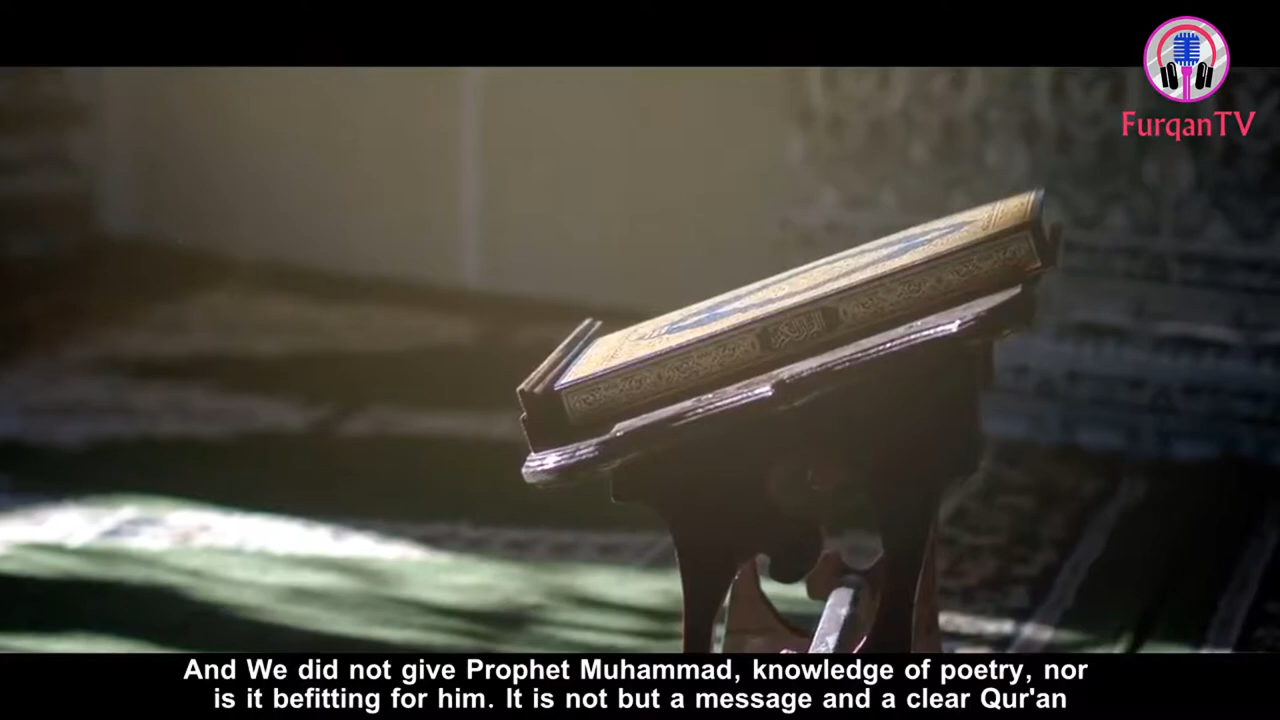 FurqanTV
And We did not give Prophet Muhammad, knowledge of poetry, nor
is it befitting for him. It is not but a message and a clear Qur'an